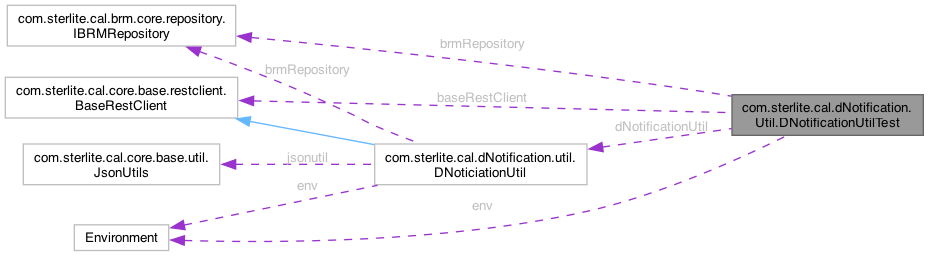 com.sterlite.cal.brm.core.repository.
IBRMRepository
brmRepository
brmRepository
com.sterlite.cal.core.base.restclient.
BaseRestClient
baseRestClient
com.sterlite.cal.dNotification.
Util.DNotificationUtilTest
dNotificationUtil
com.sterlite.cal.core.base.util.
JsonUtils
jsonutil
com.sterlite.cal.dNotification.util.
DNoticiationUtil
env
env
Environment